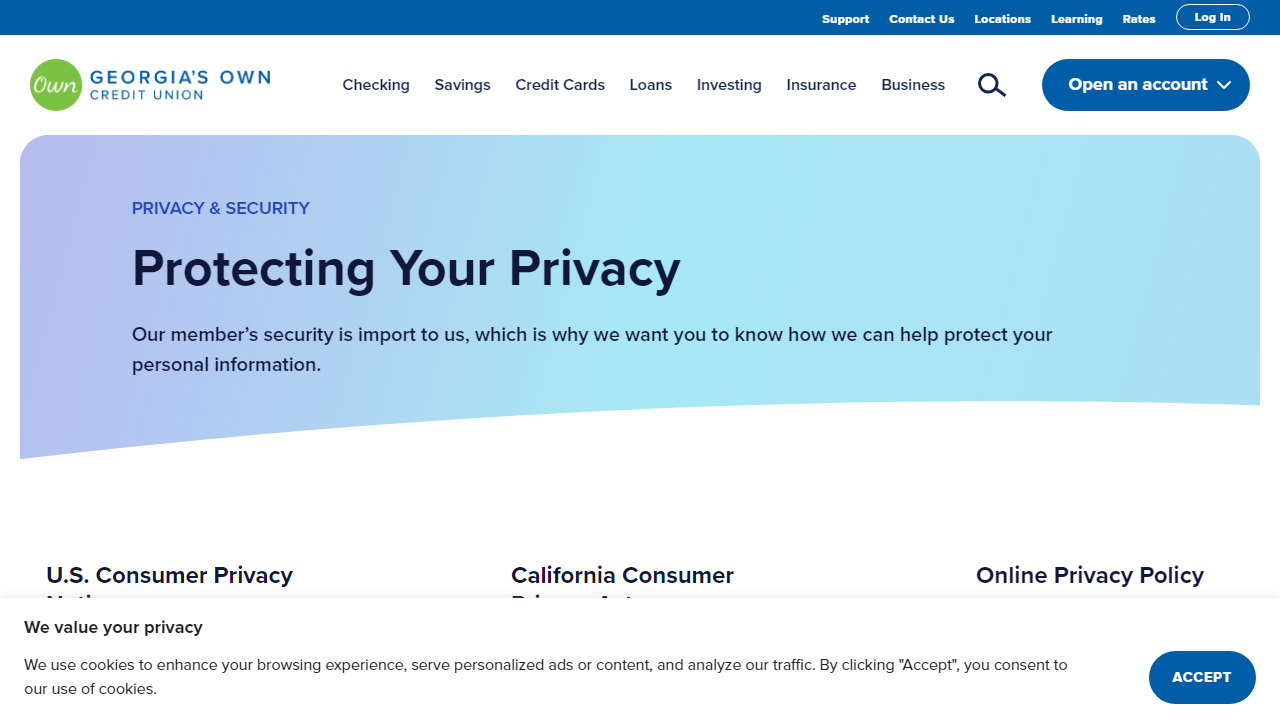 Support Contact Us Locations Learning Rates Log In
Own GEORGIA'S OWN
CREDIT UNION
Checking Savings Credit Cards Loans Investing Insurance Business Open an account
PRIVACY & SECURITY
Protecting Your Privacy
Our member’s security is import to us, which is why we want you to know how we can help protect your
personal information.
U.S. Consumer Privacy California Consumer Online Privacy Policy
We value your privacy
We use cookies to enhance your browsing experience, serve personalized ads or content, and analyze our traffic. By clicking "Accept", you consent to
our use of cookies.
ACCEPT